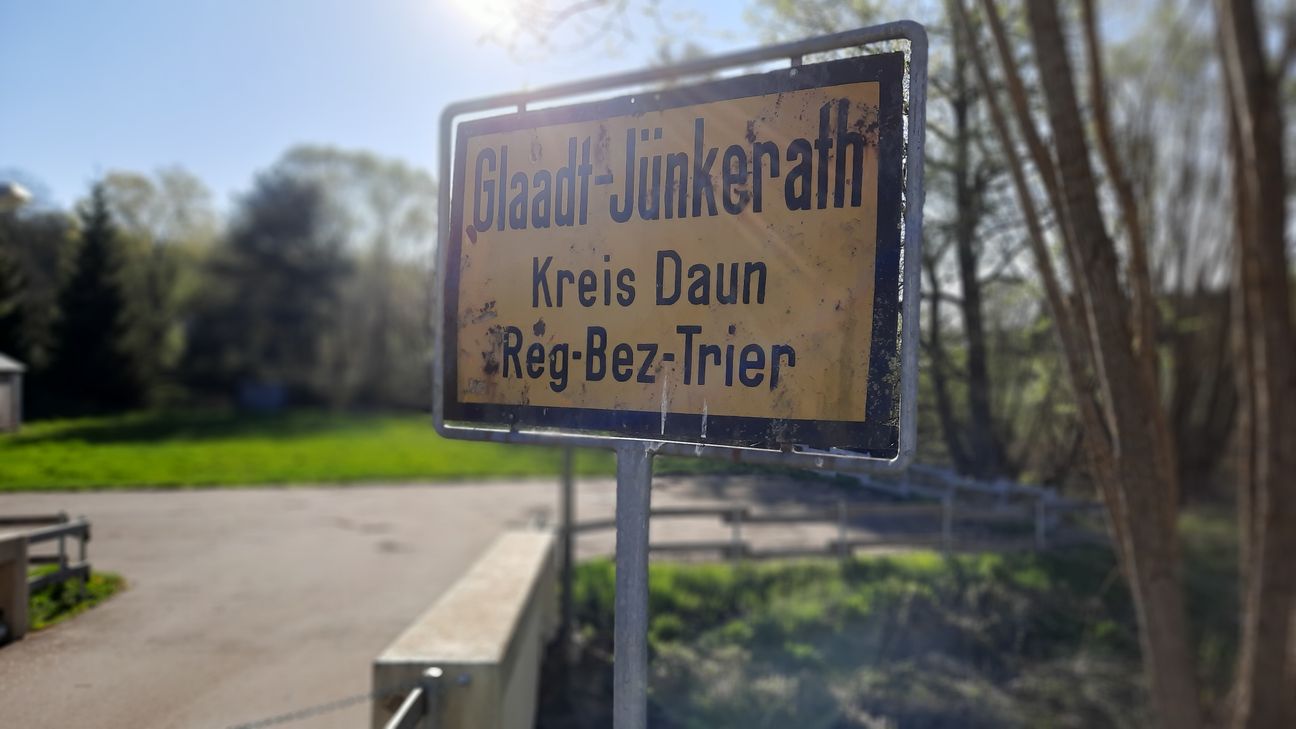 Glaadt-Jünkerath
Kreis Daun
Reg-Bez-Trier